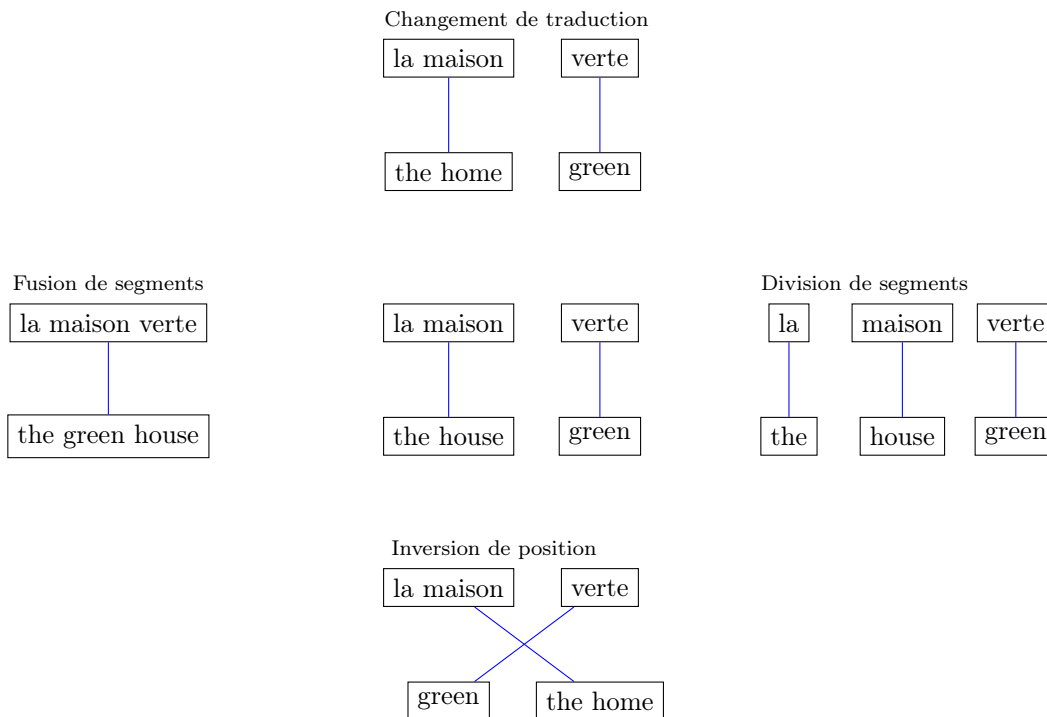 Changement de traduction
la maison verte
the home green
Fusion de segments
la maison verte
the green house
la maison verte
the house green
Division de segments
la maison verte
the house green
Inversion de position
la maison verte
green the home